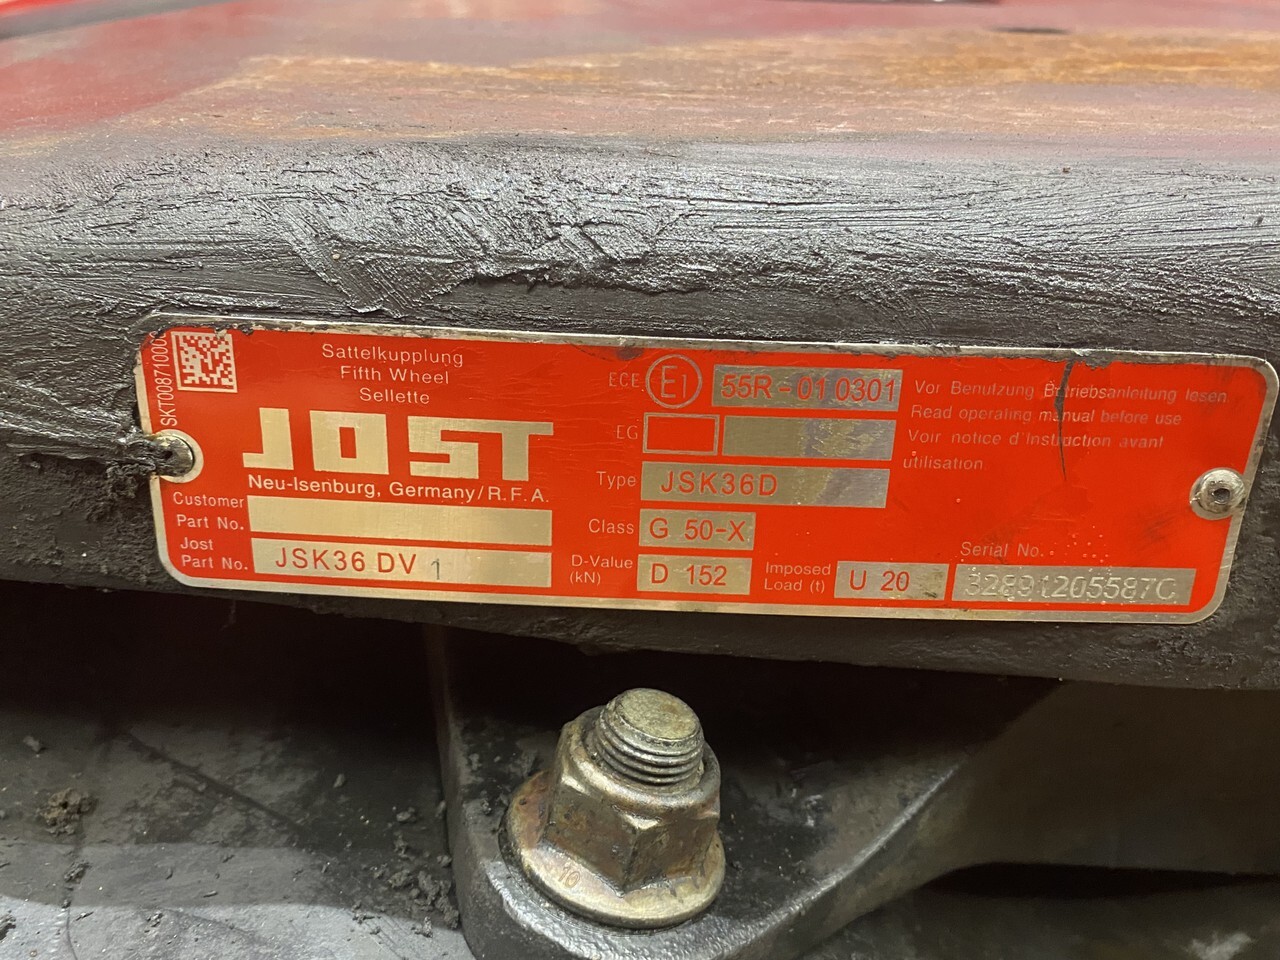 SKT00871000
Sattelkupplung
Fifth Wheel
Sellette
JOST
Neu-Isenburg, Germany/R.F.A.
Customer
Part No.
Jost
Part No. JSK36 DV 1
ECE E1 55R-01 0301
EG
Type JSK36D
Class G 50-X
D-Value
(kN) D 152
Imposed
Load (t) U 20
Vor Benutzung Betriebsanleitung lesen
Read operating manual before use
Voir notice d'instruction avant
utilisation
Serial No.
10